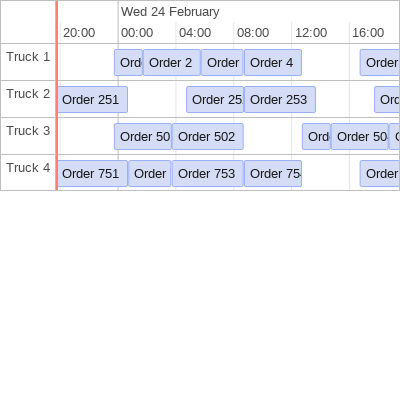 Wed 24 February
20:00 00:00 04:00 08:00 12:00 16:00
Truck 1 Ord Order 2 Order Order 4 Order
Truck 2 Order 251 Order 25 Order 253 Ord
Truck 3 Order 50 Order 502 Ord Order 50
Truck 4 Order 751 Order Order 753 Order 75 Order